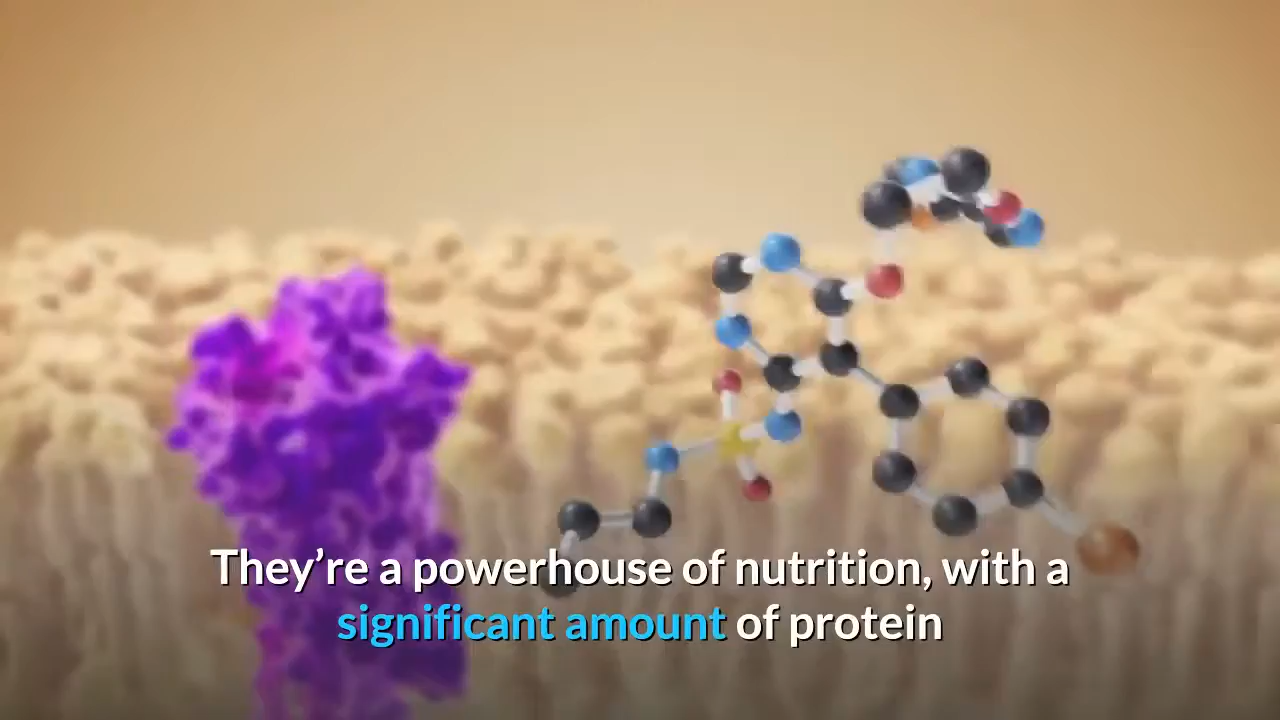 They’re a powerhouse of nutrition, with a
significant amount of protein